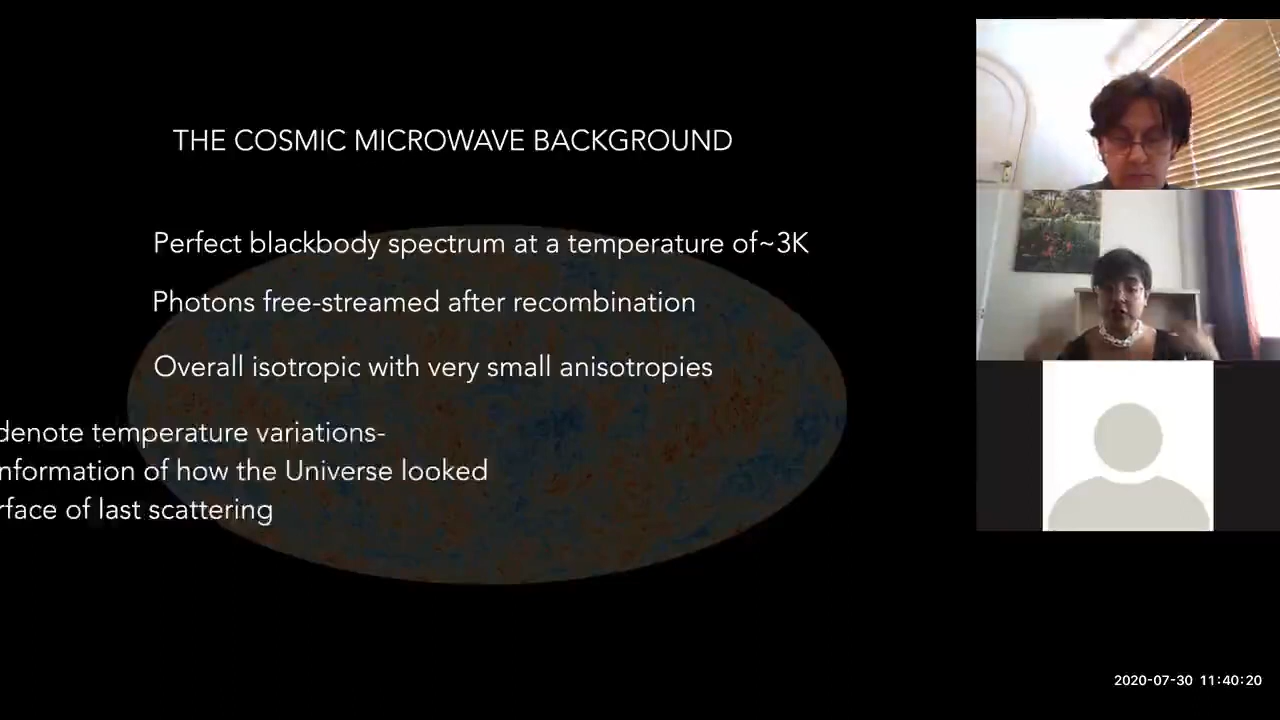 THE COSMIC MICROWAVE BACKGROUND
Perfect blackbody spectrum at a temperature of~3K
Photons free-streamed after recombination
Overall isotropic with very small anisotropies
denote temperature variations-
nformation of how the Universe looked
rface of last scattering
2020-07-30 11:40:20